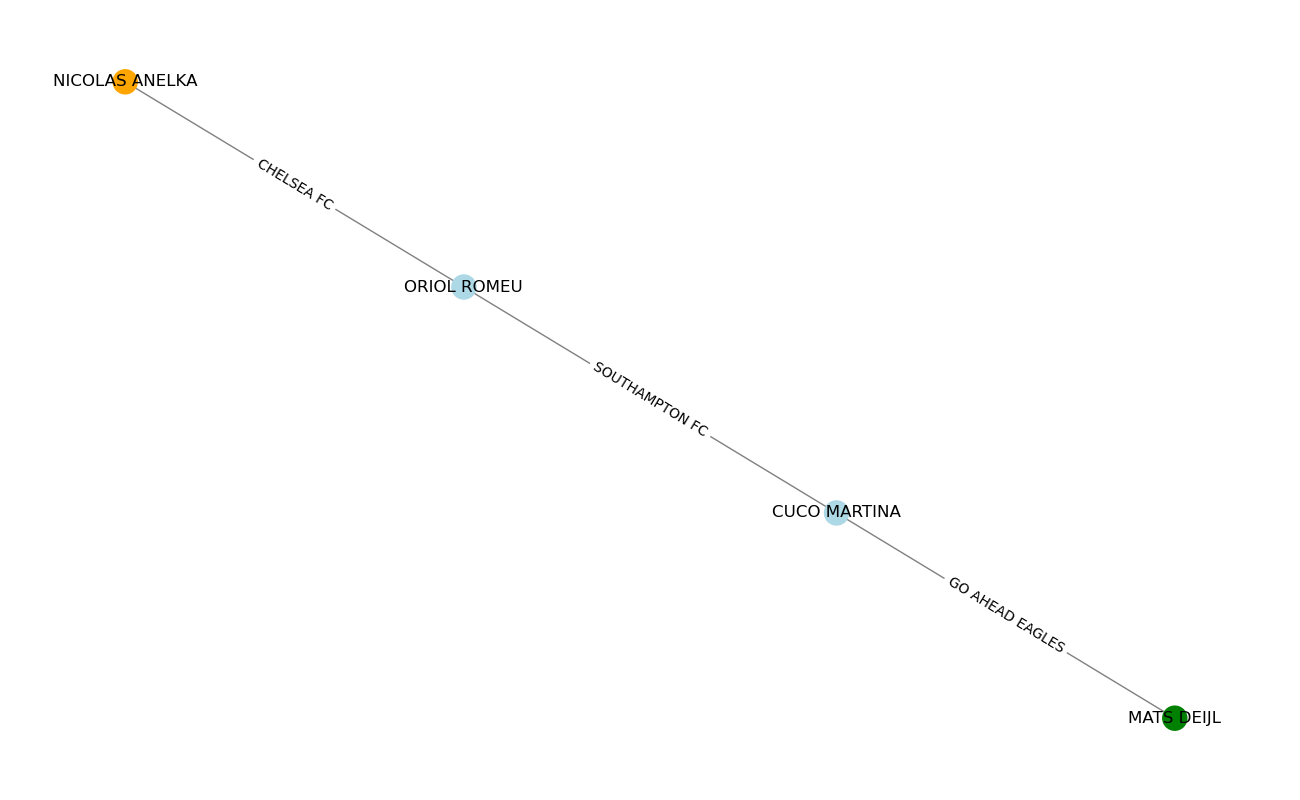 NICOLAS ANELKA
CHELSEA FC
ORIOL ROMEU
SOUTHAMPTON FC
CUCO MARTINA
GO AHEAD EAGLES
MATS DEIJL